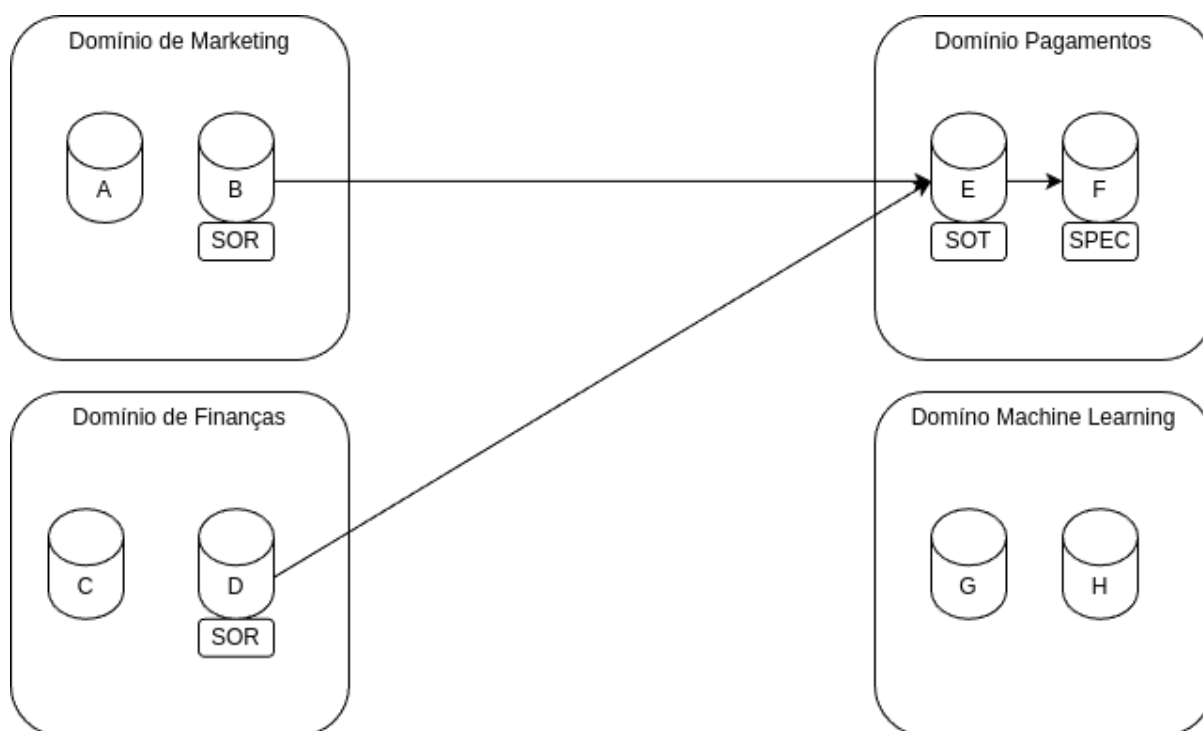 Domínio de Marketing
A
B
SOR
Domínio Pagamentos
E
F
SOT
SPEC
Domínio de Finanças
C
D
SOR
Domíno Machine Learning
G
H